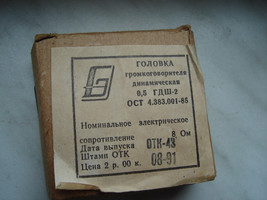 ГОЛОВКА
громкоговорителя
динамическая
0,5 ГДШ-2
ОСТ 4.383.001-85
Номинальное электрическое
сопротивление 8 Ом
Дата выпуска ОТК-43
Штамп ОТК 08-91
Цена 2 р. 00 к.